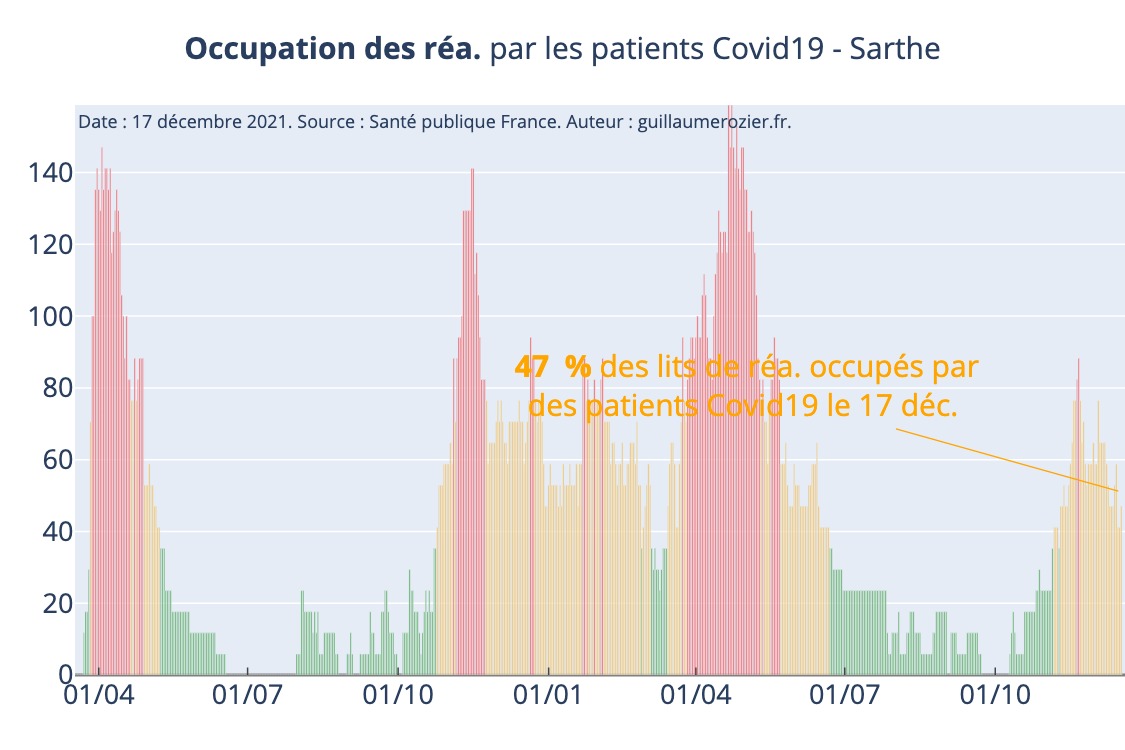 Occupation des réa. par les patients Covid19 - Sarthe
Date : 17 décembre 2021. Source : Santé publique France. Auteur : guillaumerozier.fr.
140
120
100
80
60
40
20
0
47 % des lits de réa. occupés par
des patients Covid19 le 17 déc.
01/04 01/07 01/10 01/01 01/04 01/07 01/10